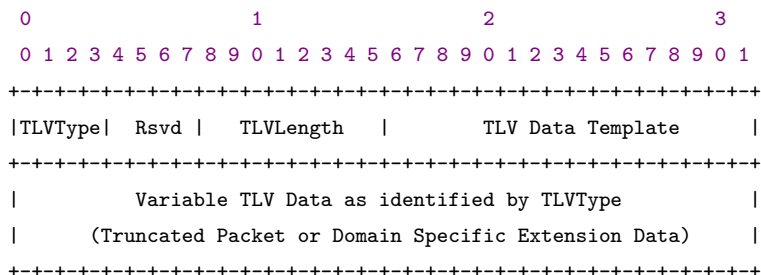 0                   1                   2                   3
 0 1 2 3 4 5 6 7 8 9 0 1 2 3 4 5 6 7 8 9 0 1 2 3 4 5 6 7 8 9 0 1
+-+-+-+-+-+-+-+-+-+-+-+-+-+-+-+-+-+-+-+-+-+-+-+-+-+-+-+-+-+-+-+-+
|TLVType|  Rsvd |   TLVLength   |        TLV Data Template      |
+-+-+-+-+-+-+-+-+-+-+-+-+-+-+-+-+-+-+-+-+-+-+-+-+-+-+-+-+-+-+-+-+
|          Variable TLV Data as identified by TLVType           |
|      (Truncated Packet or Domain Specific Extension Data)     |
+-+-+-+-+-+-+-+-+-+-+-+-+-+-+-+-+-+-+-+-+-+-+-+-+-+-+-+-+-+-+-+-+